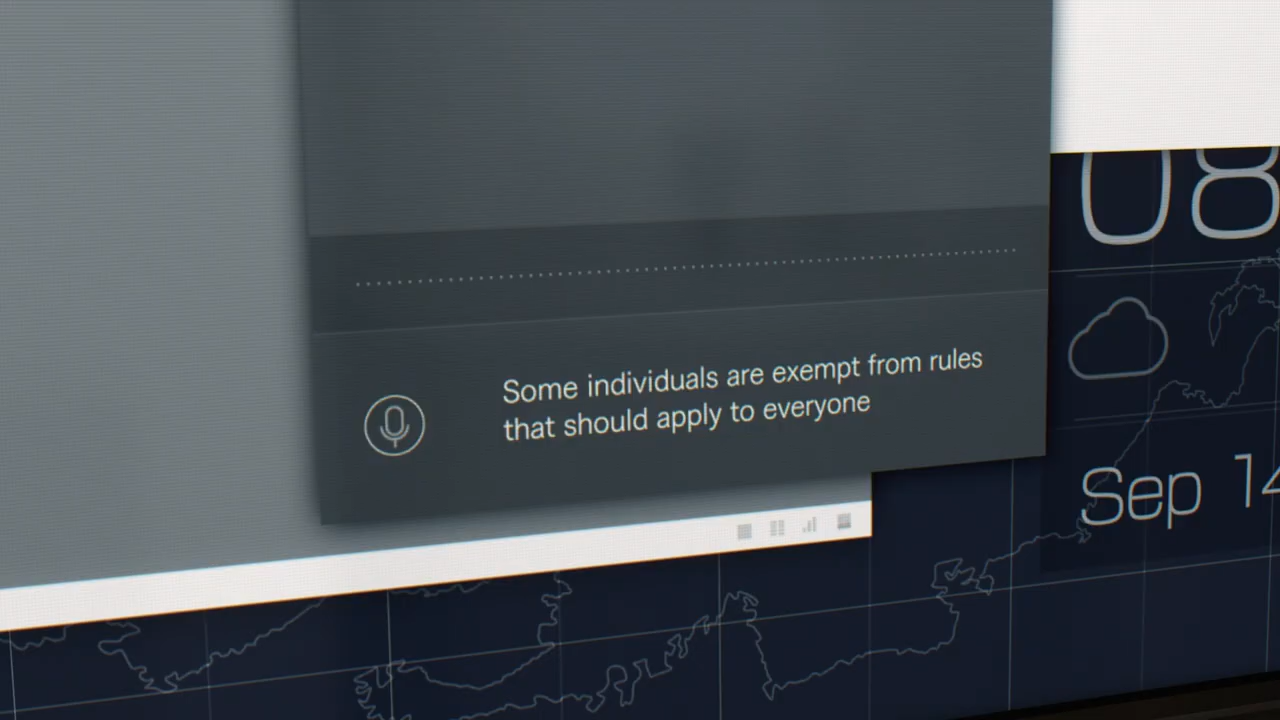 08
Some individuals are exempt from rules
that should apply to everyone
Sep 14